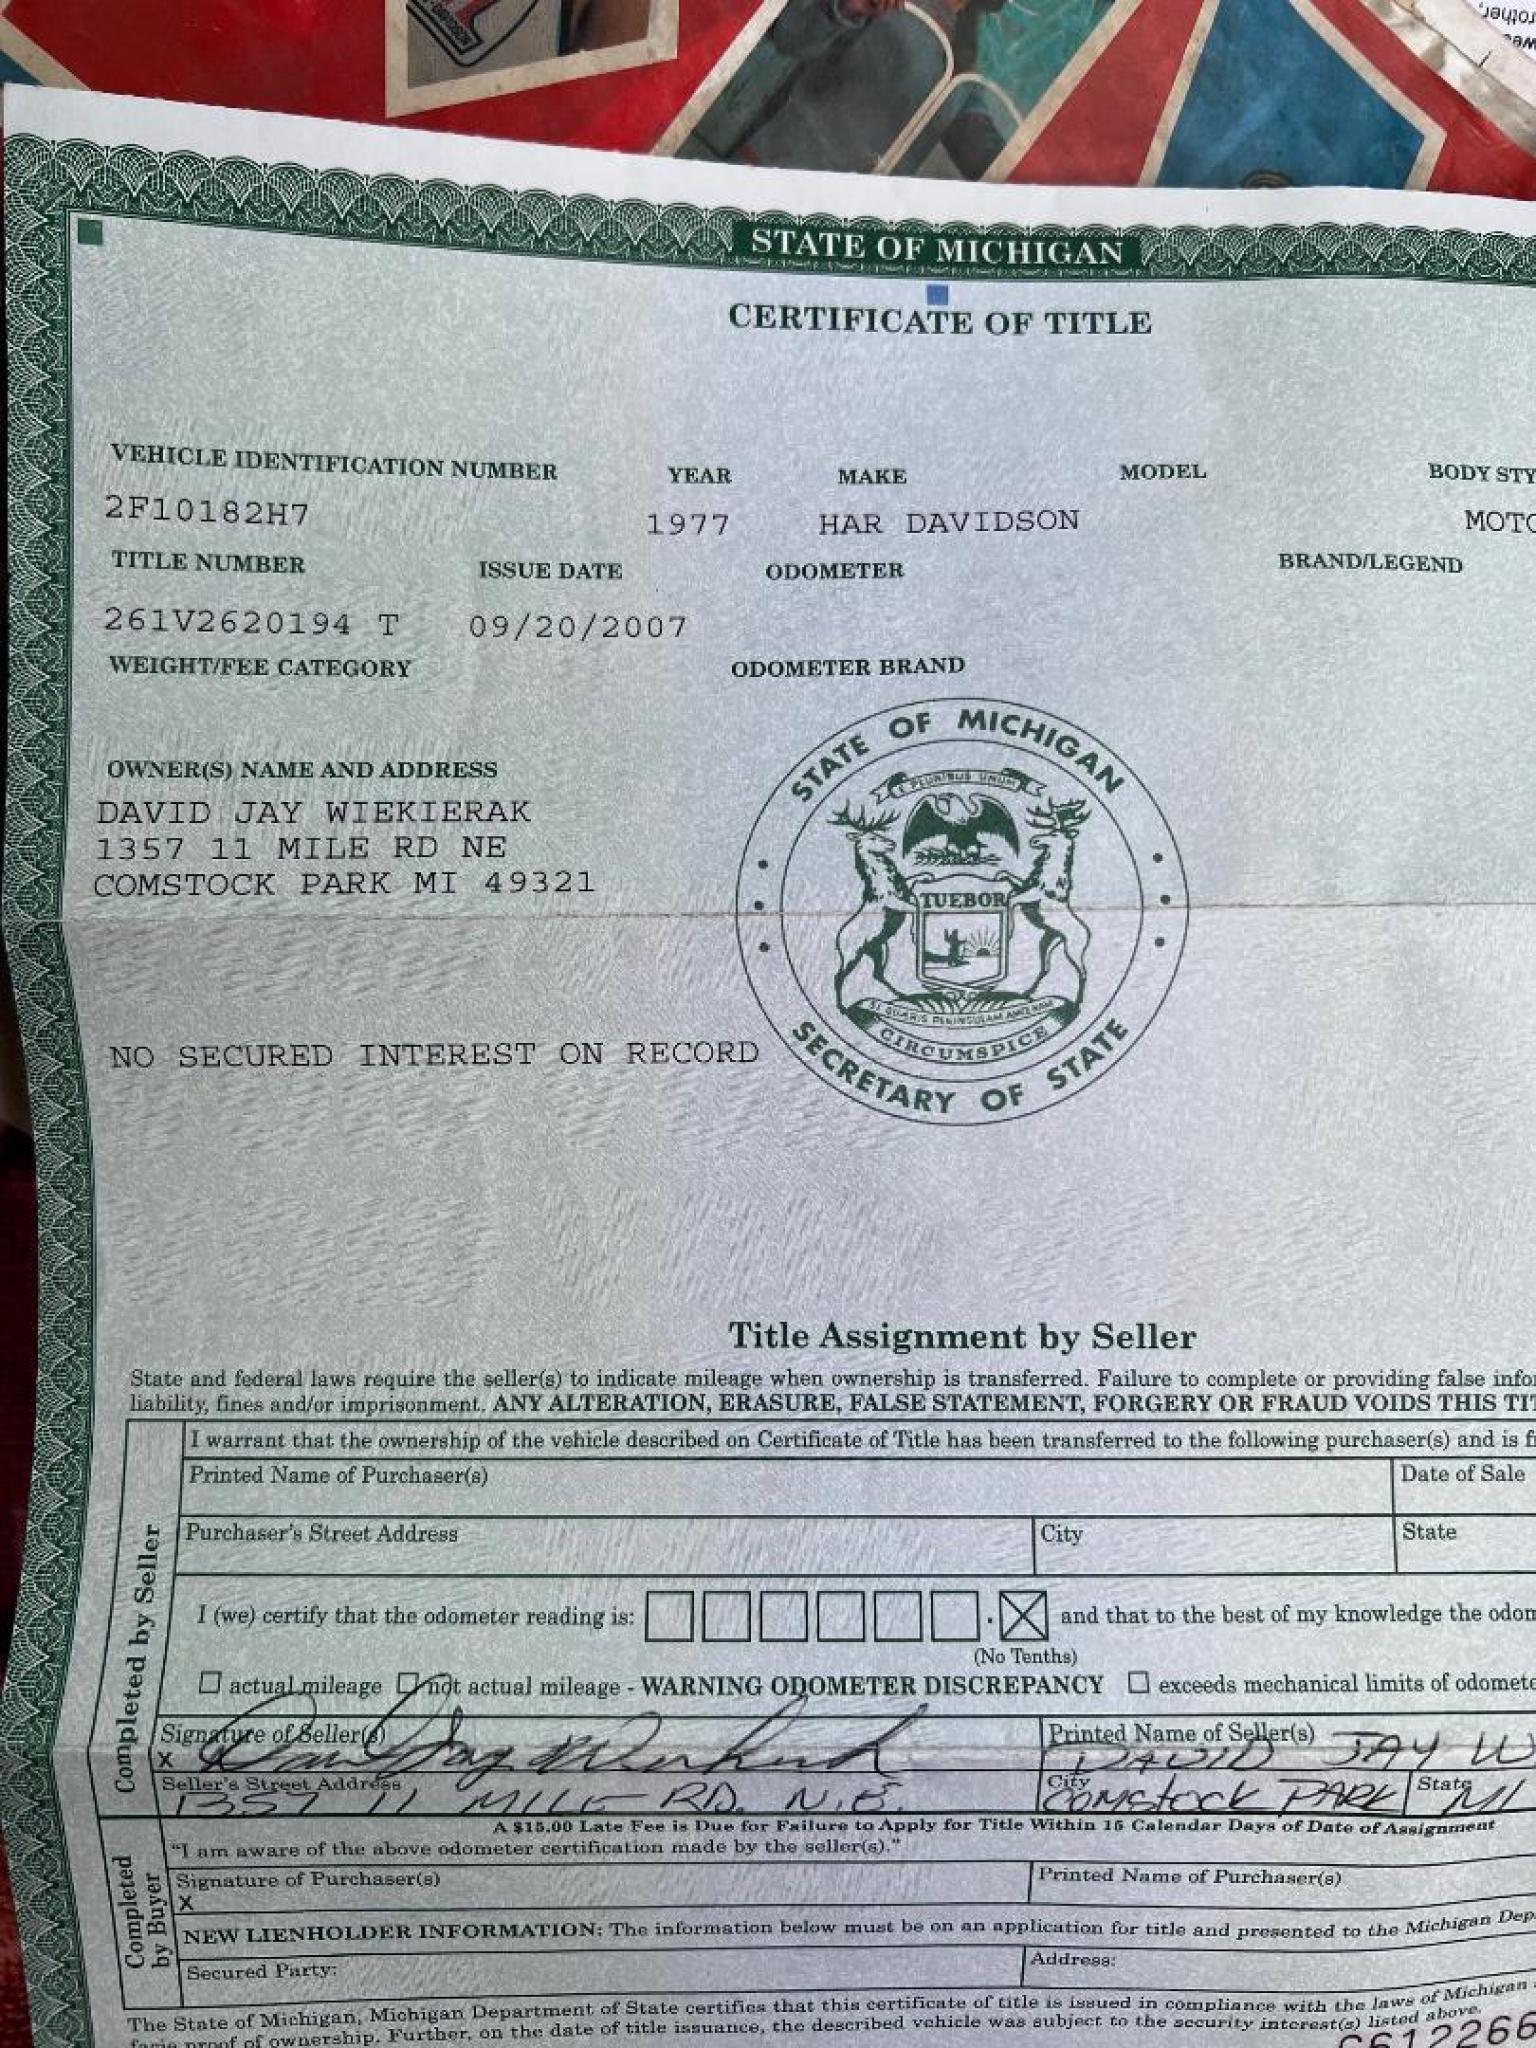 rother,
STATE OF MICHIGAN
CERTIFICATE OF TITLE
VEHICLE IDENTIFICATION NUMBER YEAR MAKE MODEL BODY STY
2F10182H7 1977 HAR DAVIDSON MOTO
TITLE NUMBER ISSUE DATE ODOMETER BRAND/LEGEND
261V2620194 T 09/20/2007
WEIGHT/FEE CATEGORY ODOMETER BRAND
OWNER(S) NAME AND ADDRESS
DAVID JAY WIEKIERAK
1357 11 MILE RD NE
COMSTOCK PARK MI 49321
STATE OF MICHIGAN
E PLURIBUS UNUM
TUEBOR
SI QUAERIS PENINSULAM AMOENAM
CIRCUMSPICE
SECRETARY OF STATE
NO SECURED INTEREST ON RECORD
Title Assignment by Seller
State and federal laws require the seller(s) to indicate mileage when ownership is transferred. Failure to complete or providing false info
liability, fines and/or imprisonment. ANY ALTERATION, ERASURE, FALSE STATEMENT, FORGERY OR FRAUD VOIDS THIS TI
Completed by Seller
I warrant that the ownership of the vehicle described on Certificate of Title has been transferred to the following purchaser(s) and is f
Printed Name of Purchaser(s) Date of Sale
Purchaser's Street Address City State
I (we) certify that the odometer reading is: . X and that to the best of my knowledge the odom
(No Tenths)
actual mileage not actual mileage - WARNING ODOMETER DISCREPANCY exceeds mechanical limits of odomete
Signature of Seller(s) Printed Name of Seller(s)
X David Jay Wiekierak DAVID JAY W
Seller's Street Address City State
1357 11 MILE RD. N.E. COMSTOCK PARK MI
A $15.00 Late Fee is Due for Failure to Apply for Title Within 15 Calendar Days of Date of Assignment
Completed by Buyer
"I am aware of the above odometer certification made by the seller(s)."
Signature of Purchaser(s) Printed Name of Purchaser(s)
X
NEW LIENHOLDER INFORMATION: The information below must be on an application for title and presented to the Michigan Dep
Secured Party: Address:
The State of Michigan, Michigan Department of State certifies that this certificate of title is issued in compliance with the laws of Michigan
facie proof of ownership. Further, on the date of title issuance, the described vehicle was subject to the security interest(s) listed above.
C612266